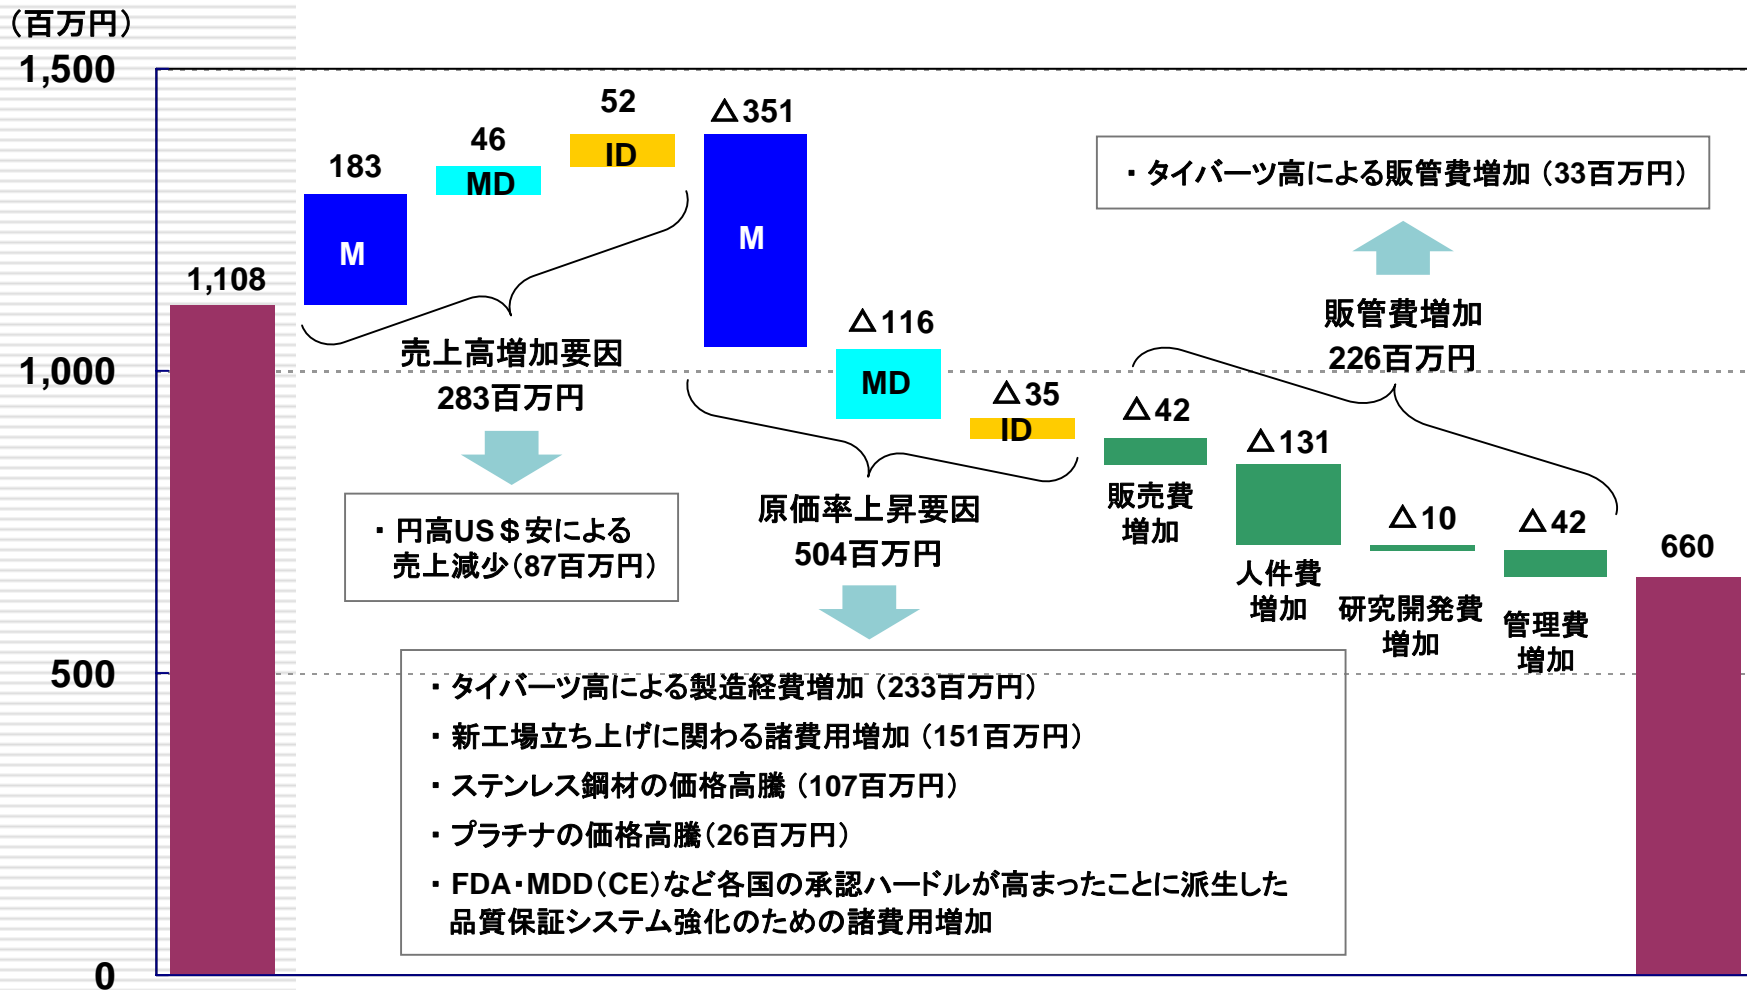 （百万円）
1,500
1,000
500
0
1,108
183
M
46
MD
52
ID
△351
M
△116
MD
△35
ID
△42
販売費
増加
△131
人件費
増加
△10
研究開発費
増加
△42
管理費
増加
660
売上高増加要因
283百万円
・円高US＄安による
売上減少（87百万円）
原価率上昇要因
504百万円
・タイバーツ高による製造経費増加（233百万円）
・新工場立ち上げに関わる諸費用増加（151百万円）
・ステンレス鋼材の価格高騰（107百万円）
・プラチナの価格高騰（26百万円）
・FDA・MDD（CE）など各国の承認ハードルが高まったことに派生した
品質保証システム強化のための諸費用増加
・タイバーツ高による販管費増加（33百万円）
販管費増加
226百万円